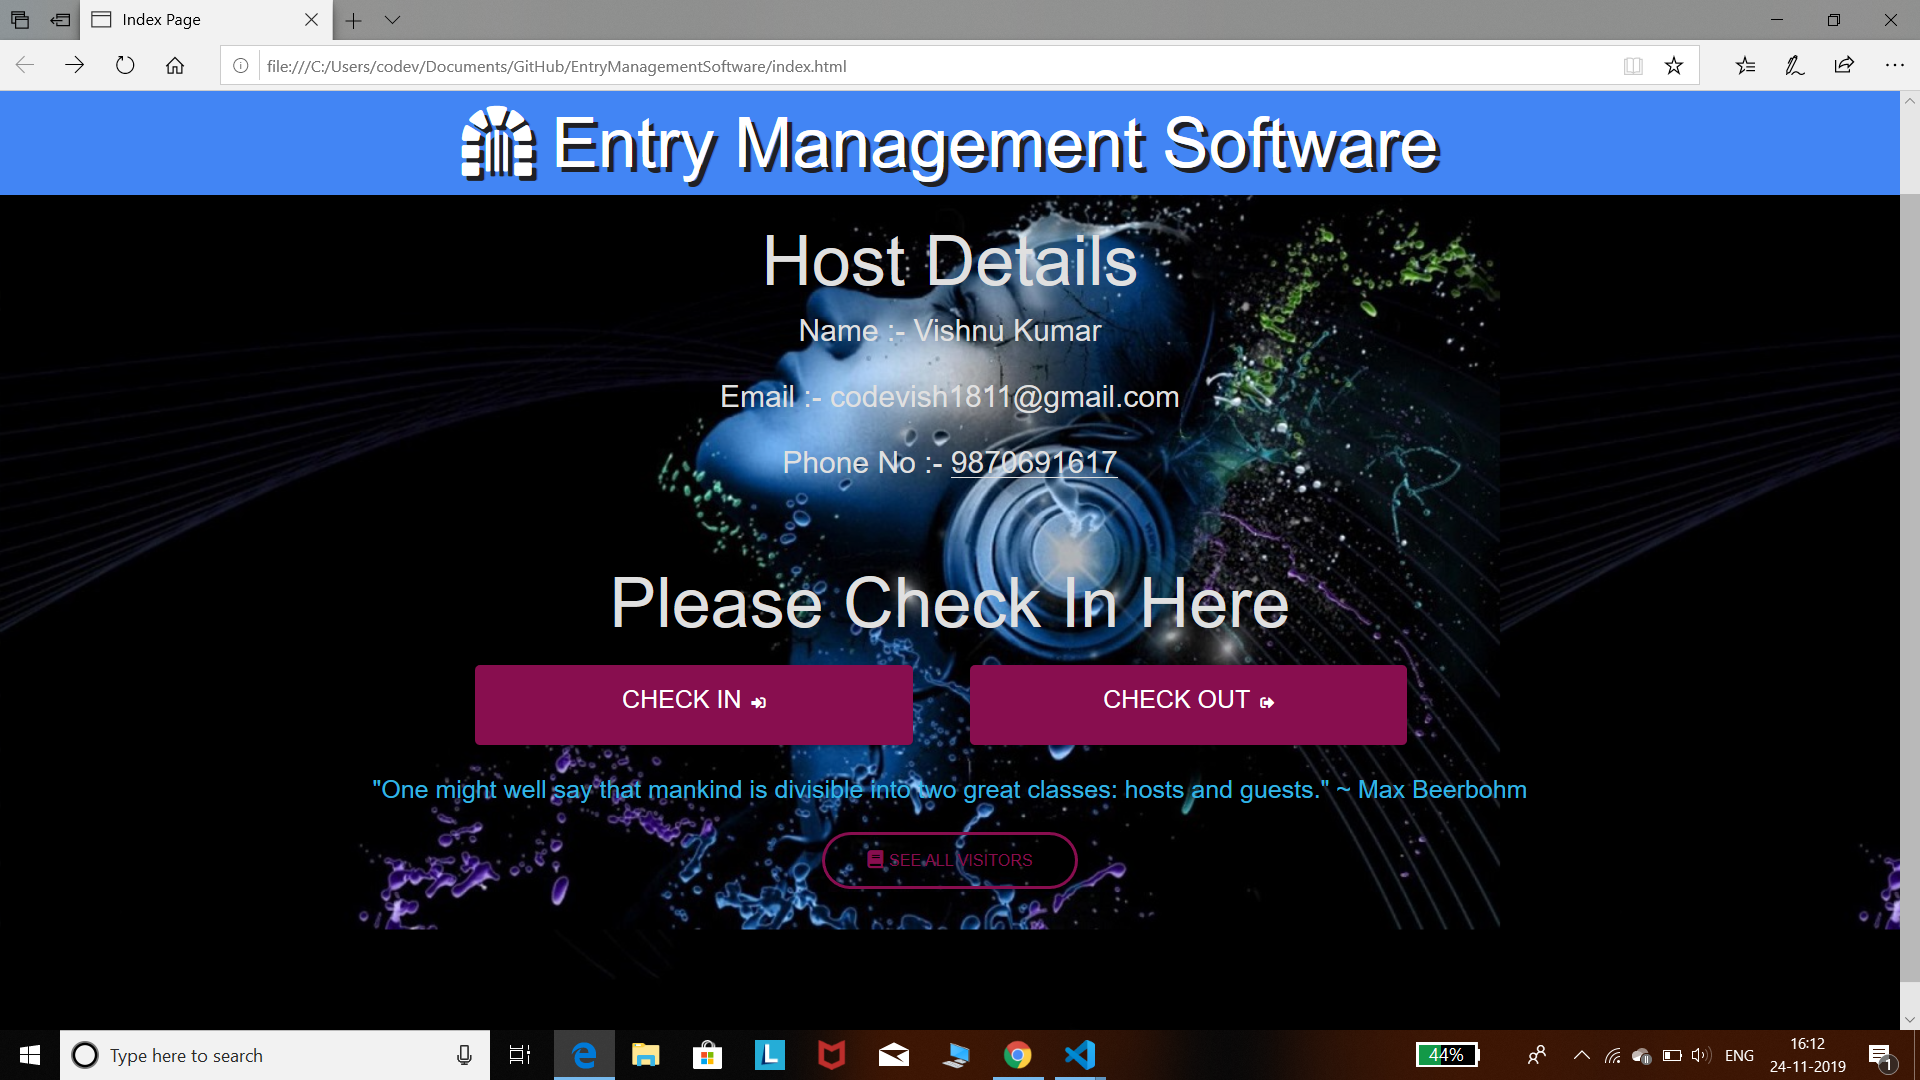 Index Page
file:///C:/Users/codev/Documents/GitHub/EntryManagementSoftware/index.html
Entry Management Software
Host Details
Name :- Vishnu Kumar
Email :- codevish1811@gmail.com
Phone No :- 9870691617
Please Check In Here
CHECK IN
CHECK OUT
"One might well say that mankind is divisible into two great classes: hosts and guests." ~ Max Beerbohm
SEE ALL VISITORS
Type here to search
L
44%
ENG
16:12
24-11-2019
1